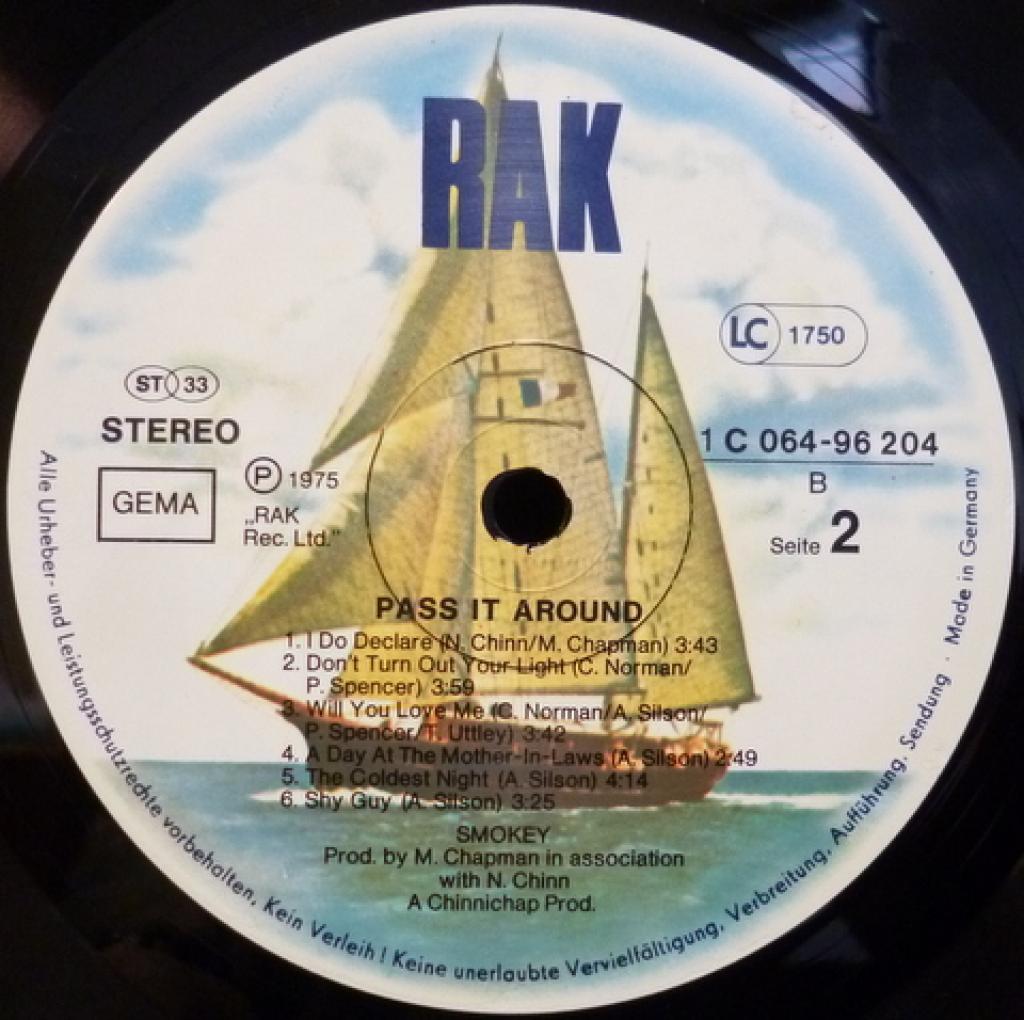 RAK
LC 1750
ST 33
STEREO
GEMA
P 1975
„RAK
Rec. Ltd."
1 C 064-96 204
B
Seite 2
PASS IT AROUND
1. I Do Declare (N. Chinn/M. Chapman) 3:43
2. Don't Turn Out Your Light (C. Norman/
P. Spencer) 3:59
3. Will You Love Me (C. Norman/A. Silson/
P. Spencer/T. Uttley) 3:42
4. A Day At The Mother-In-Laws (A. Silson) 2:49
5. The Coldest Night (A. Silson) 4:14
6. Shy Guy (A. Silson) 3:25
SMOKEY
Prod. by M. Chapman in association
with N. Chinn
A Chinnichap Prod.
Alle Urheber- und Leistungsschutzrechte vorbehalten, Kein Verleih! Keine unerlaubte Vervielfältigung, Verbreitung, Aufführung, Sendung · Made in Germany